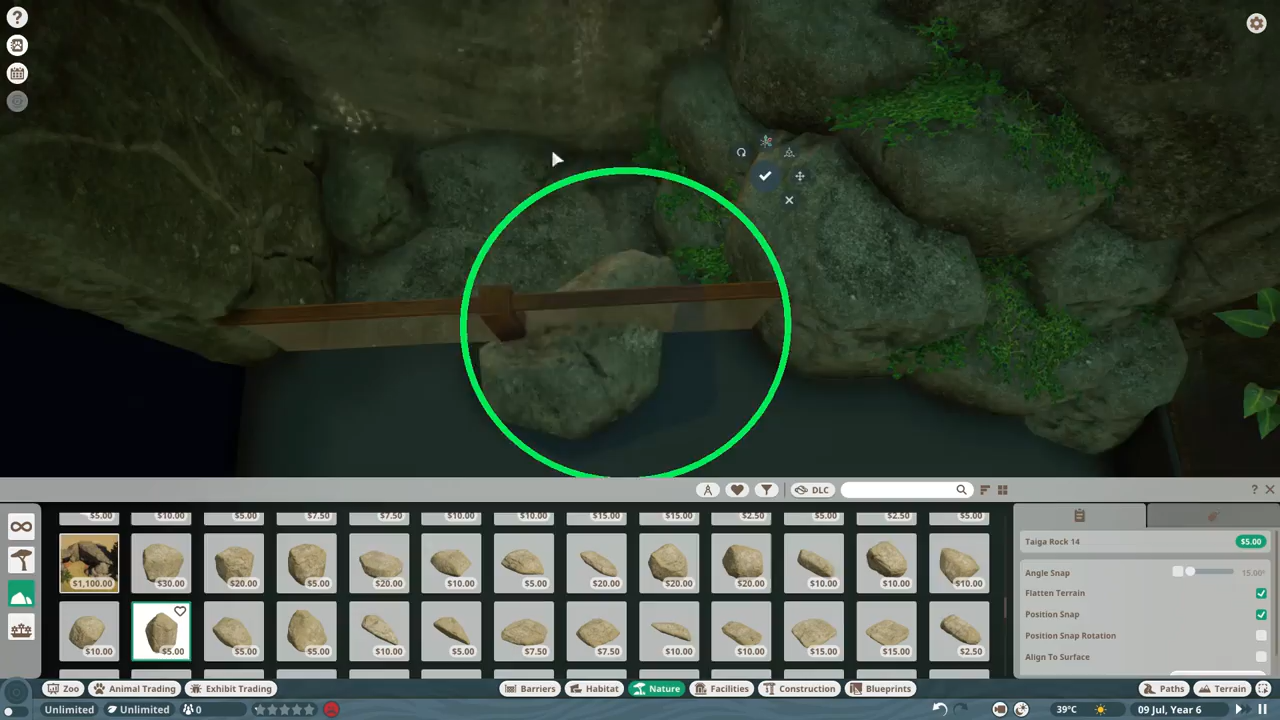 DLC
$5.00 $10.00 $5.00 $7.50 $7.50 $10.00 $10.00 $15.00 $15.00 $2.50 $5.00 $2.50 $5.00
$1,100.00 $30.00 $20.00 $5.00 $20.00 $10.00 $5.00 $20.00 $20.00 $20.00 $10.00 $10.00 $10.00
$10.00 $5.00 $5.00 $5.00 $10.00 $5.00 $7.50 $7.50 $10.00 $10.00 $15.00 $15.00 $2.50
Taiga Rock 14 $5.00
Angle Snap 15.00°
Flatten Terrain
Position Snap
Position Snap Rotation
Align To Surface
Zoo Animal Trading Exhibit Trading Barriers Habitat Nature Facilities Construction Blueprints Paths Terrain
Unlimited Unlimited 0 39°C 09 Jul, Year 6